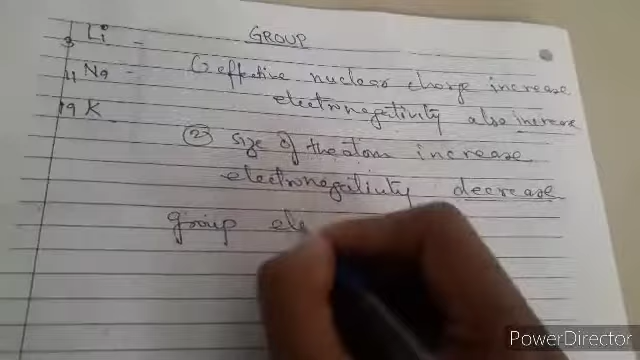 GROUP
3 Li -
11 Na - ① effective nuclear charge increase
electronegativity also increase
19 K
② size of the atom increase
electronegativity decrease
group ele
PowerDirector